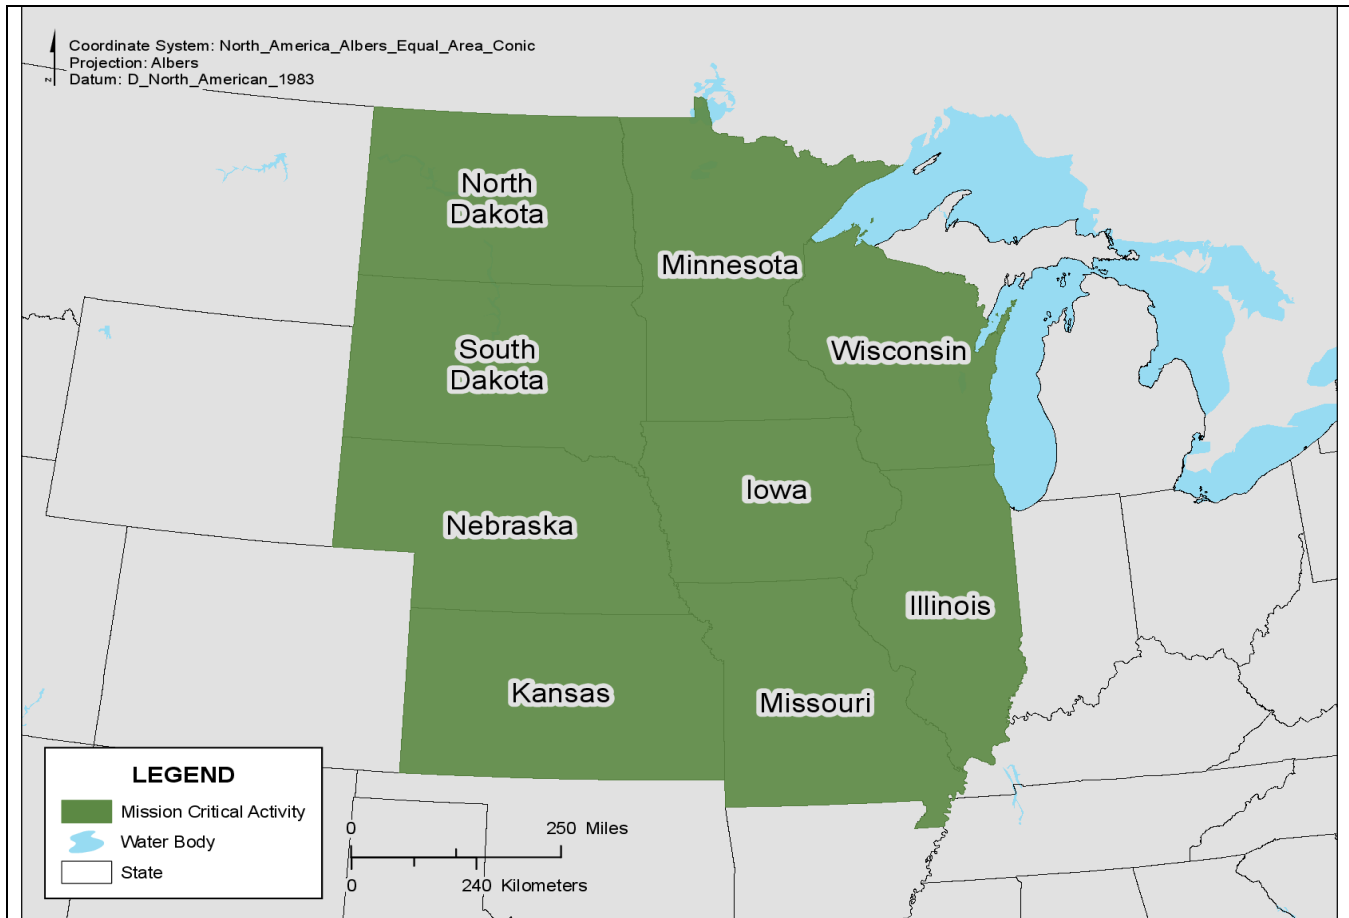 Coordinate System: North_America_Albers_Equal_Area_Conic
Projection: Albers
Datum: D_North_American_1983
N
North
Dakota
Minnesota
South
Dakota
Wisconsin
Iowa
Nebraska
Illinois
Kansas
Missouri
LEGEND
Mission Critical Activity
Water Body
State
0 250 Miles
0 240 Kilometers